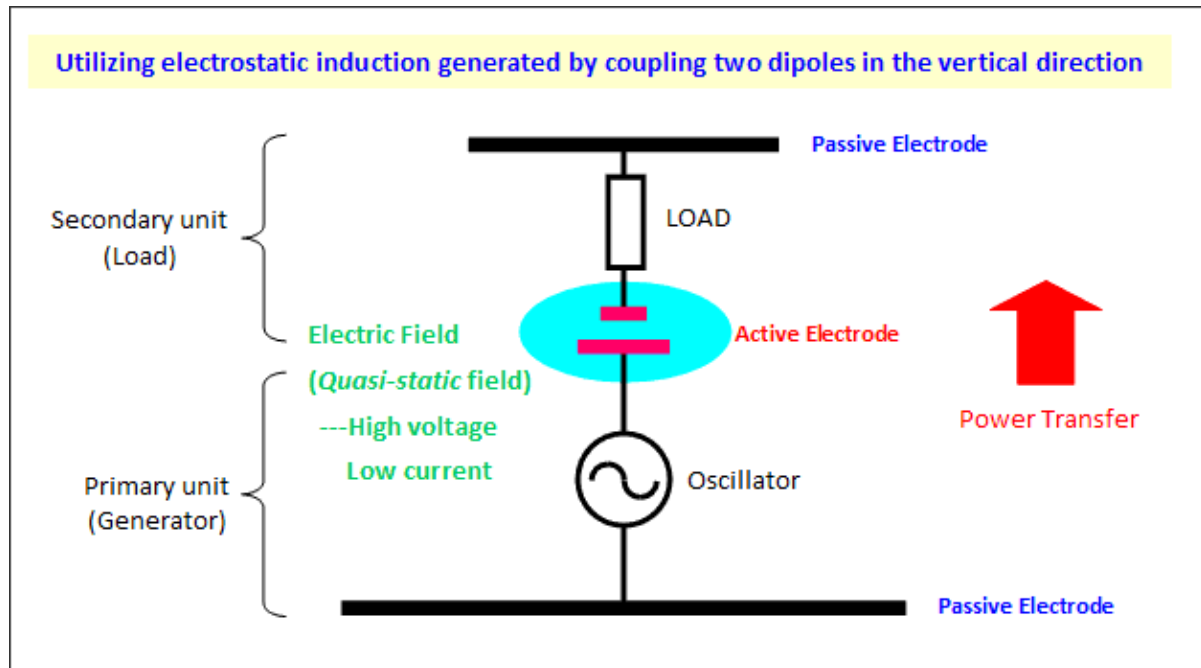 Utilizing electrostatic induction generated by coupling two dipoles in the vertical direction
Passive Electrode
LOAD
Secondary unit
(Load)
Electric Field
(Quasi-static field)
---High voltage
Low current
Active Electrode
Power Transfer
Primary unit
(Generator)
Oscillator
Passive Electrode